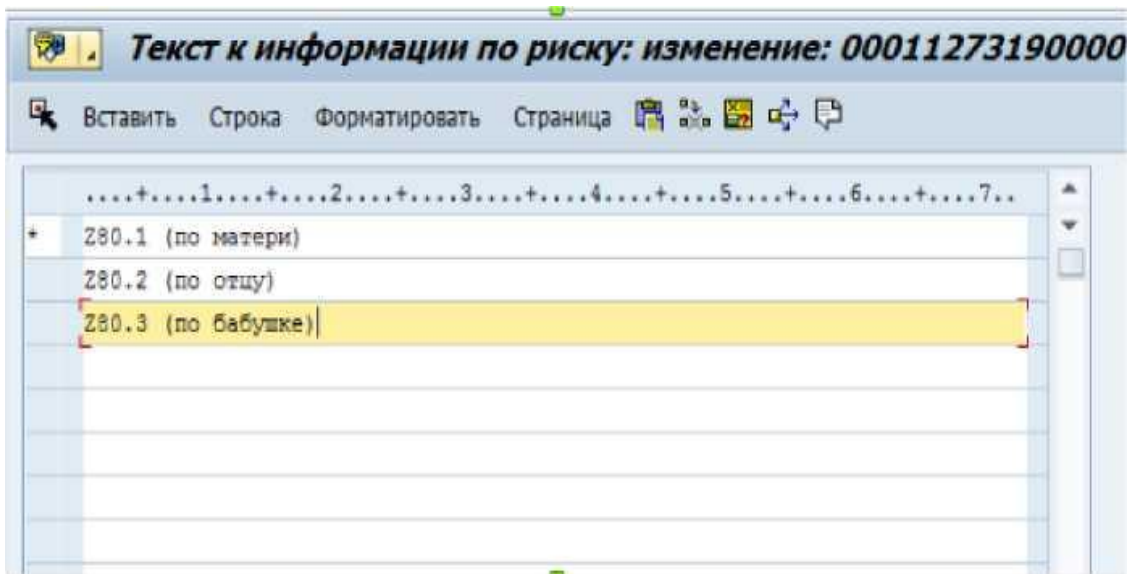 Текст к информации по риску: изменение: 00011273190000
Вставить Строка Форматировать Страница
....+....1....+....2....+....3....+....4....+....5....+....6....+....7..
* Z80.1 (по матери)
Z80.2 (по отцу)
Z80.3 (по бабушке)